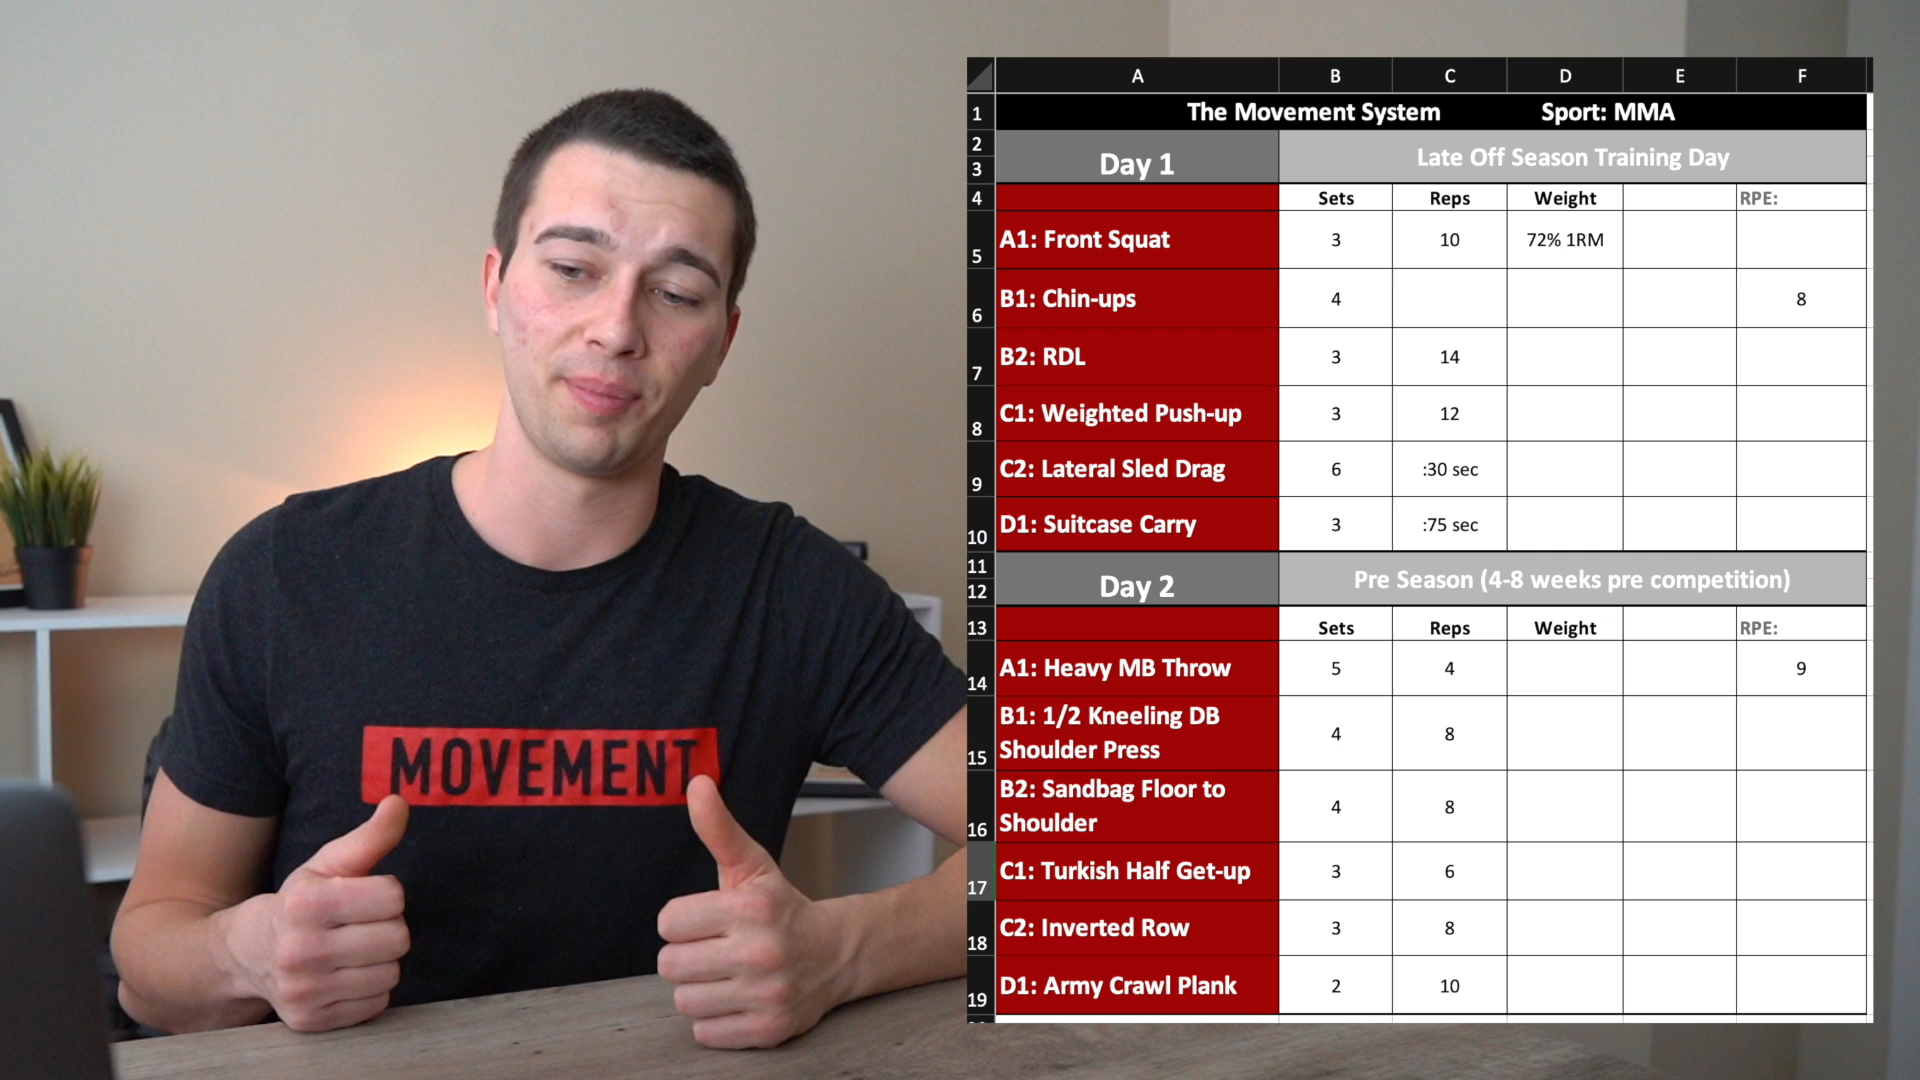 MOVEMENT
A B C D E F
1 The Movement System Sport: MMA
2
3 Day 1 Late Off Season Training Day
4 Sets Reps Weight RPE:
5 A1: Front Squat 3 10 72% 1RM
6 B1: Chin-ups 4 8
7 B2: RDL 3 14
8 C1: Weighted Push-up 3 12
9 C2: Lateral Sled Drag 6 :30 sec
10 D1: Suitcase Carry 3 :75 sec
11
12 Day 2 Pre Season (4-8 weeks pre competition)
13 Sets Reps Weight RPE:
14 A1: Heavy MB Throw 5 4 9
15 B1: 1/2 Kneeling DB
Shoulder Press 4 8
16 B2: Sandbag Floor to
Shoulder 4 8
17 C1: Turkish Half Get-up 3 6
18 C2: Inverted Row 3 8
19 D1: Army Crawl Plank 2 10